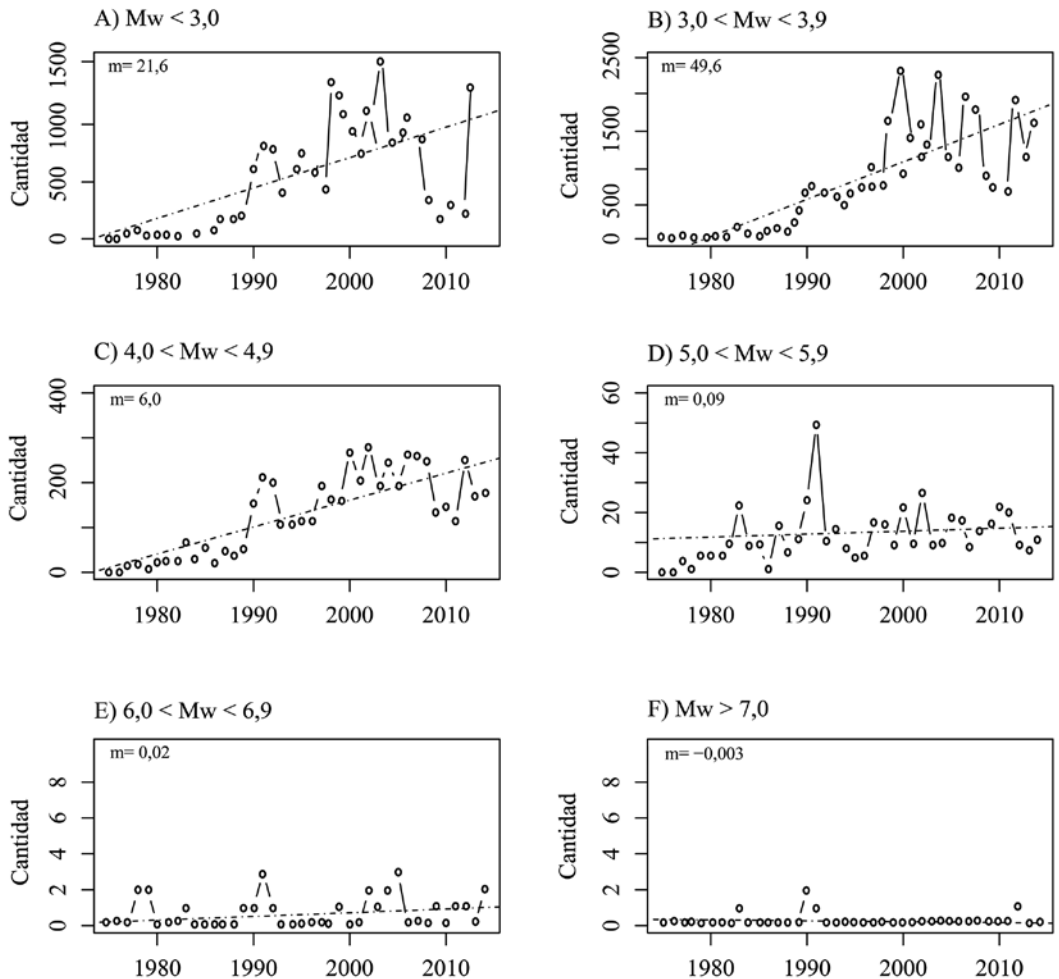 A) Mw < 3,0
m= 21,6
Cantidad
0 500 1000 1500
1980 1990 2000 2010
B) 3,0 < Mw < 3,9
m= 49,6
Cantidad
0 500 1500 2500
1980 1990 2000 2010
C) 4,0 < Mw < 4,9
m= 6,0
Cantidad
0 200 400
1980 1990 2000 2010
D) 5,0 < Mw < 5,9
m= 0,09
Cantidad
0 20 40 60
1980 1990 2000 2010
E) 6,0 < Mw < 6,9
m= 0,02
Cantidad
0 2 4 6 8
1980 1990 2000 2010
F) Mw > 7,0
m= −0,003
Cantidad
0 2 4 6 8
1980 1990 2000 2010